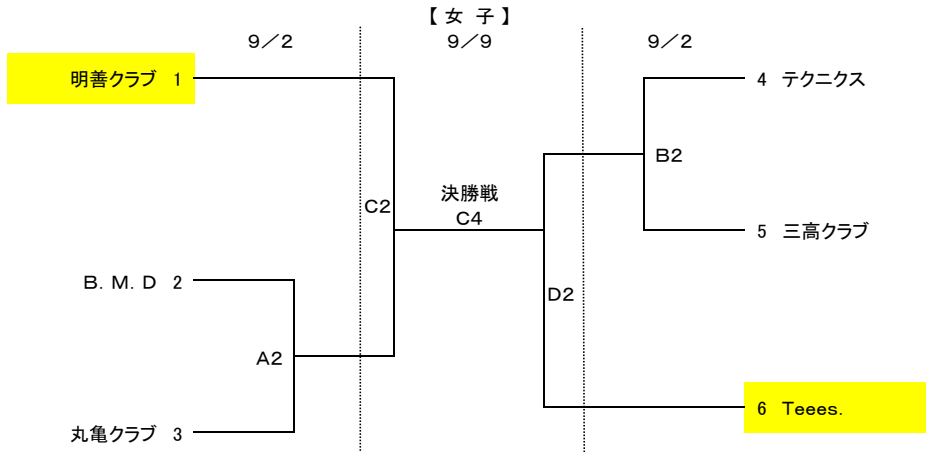 【 女 子 】
9／2
9／9
9／2
明善クラブ 1
4 テクニクス
B2
決勝戦
C2
C4
5 三高クラブ
B．M．D 2
D2
A2
6 Teees.
丸亀クラブ 3